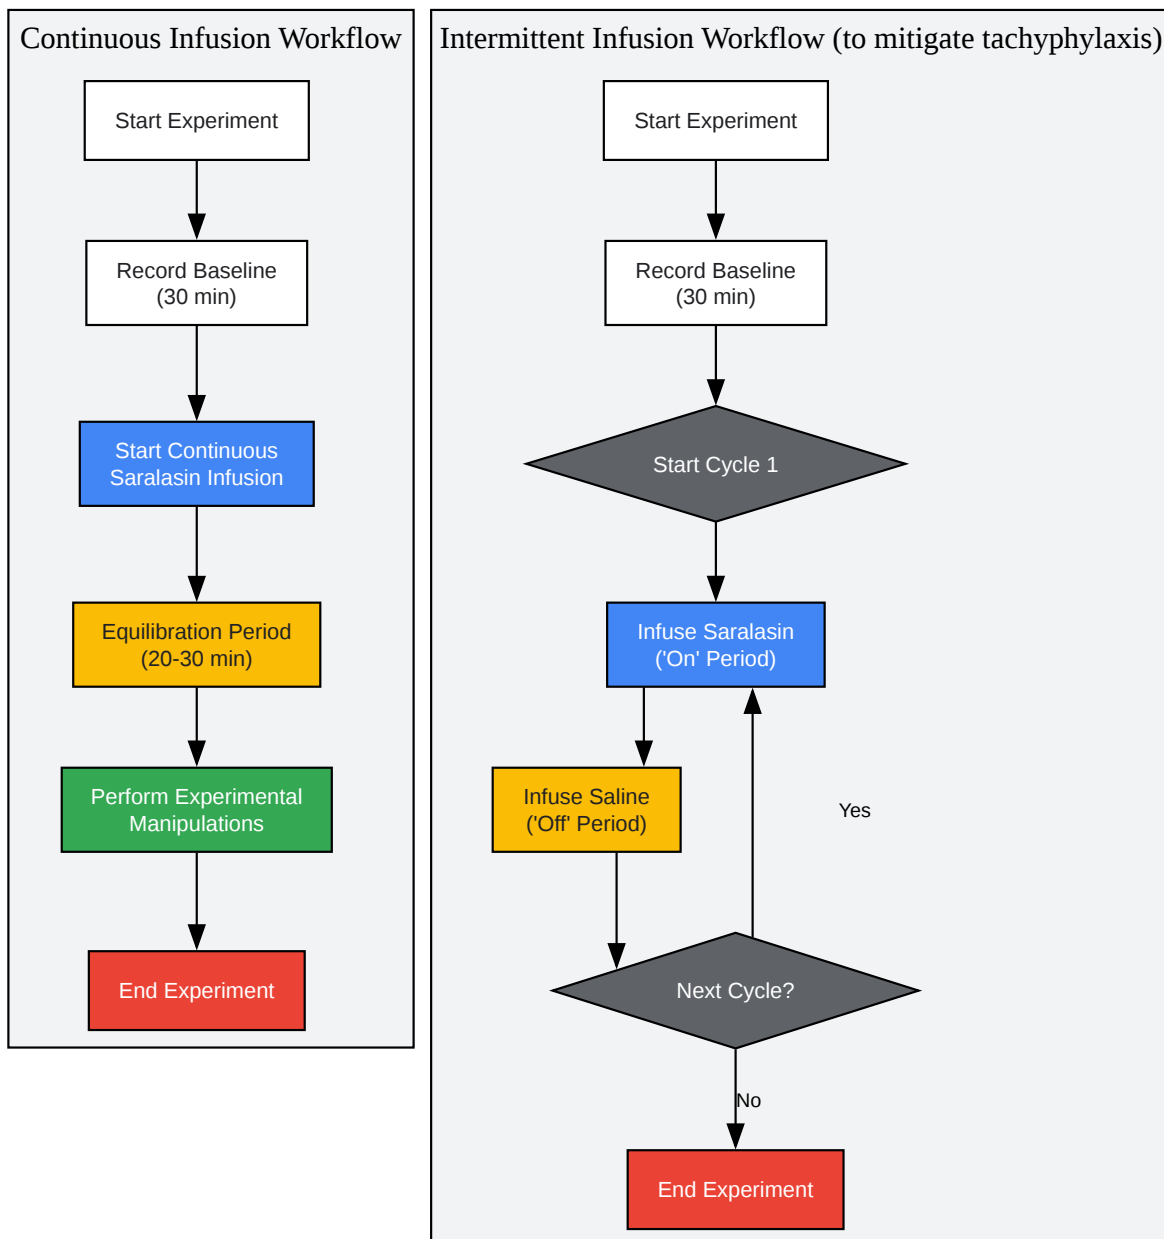 Continuous Infusion Workflow
Start Experiment
Record Baseline
(30 min)
Start Continuous
Saralasin Infusion
Equilibration Period
(20-30 min)
Perform Experimental
Manipulations
End Experiment
Intermittent Infusion Workflow (to mitigate tachyphylaxis)
Start Experiment
Record Baseline
(30 min)
Start Cycle 1
Infuse Saralasin
('On' Period)
Infuse Saline
('Off' Period)
Yes
Next Cycle?
No
End Experiment